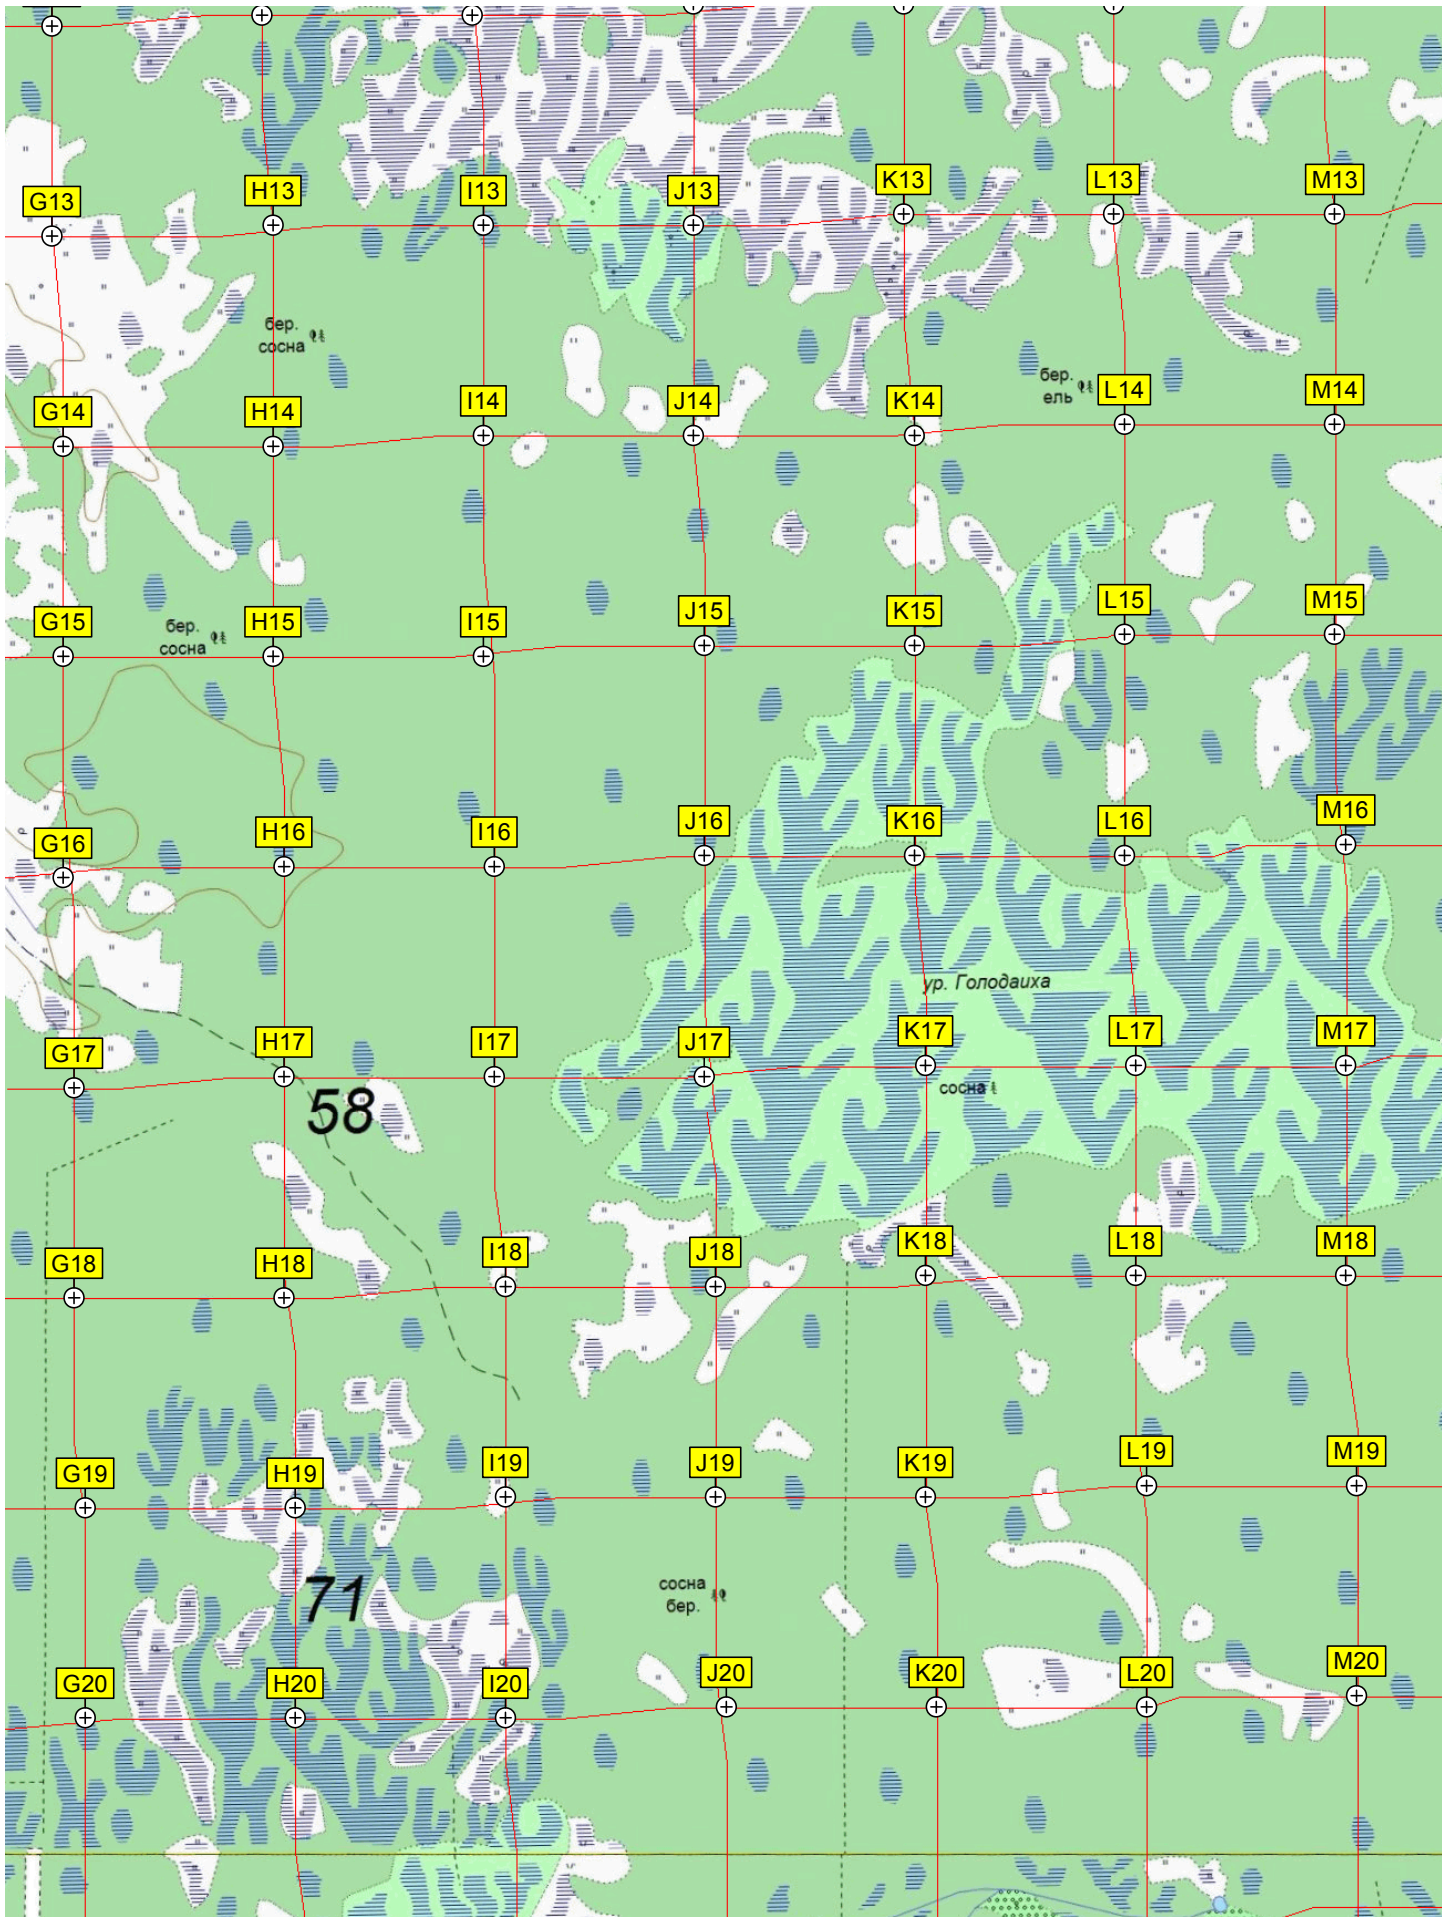 G13 H13 I13 J13 K13 L13 M13
бер.
сосна
бер.
ель
G14 H14 I14 J14 K14 L14 M14
G15 H15 I15 J15 K15 L15 M15
бер.
сосна
G16 H16 I16 J16 K16 L16 M16
ур. Голодаиха
G17 H17 I17 J17 K17 L17 M17
сосна
58
G18 H18 I18 J18 K18 L18 M18
G19 H19 I19 J19 K19 L19 M19
71
сосна
бер.
G20 H20 I20 J20 K20 L20 M20